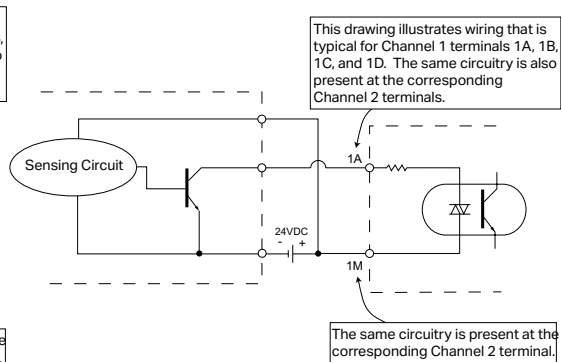 This drawing illustrates wiring that is
typical for Channel 1 terminals 1A, 1B,
1C, and 1D. The same circuitry is also
present at the corresponding
Channel 2 terminals.
Sensing Circuit
1A
24VDC
- +
1M
The same circuitry is present at the
corresponding Channel 2 terminal.